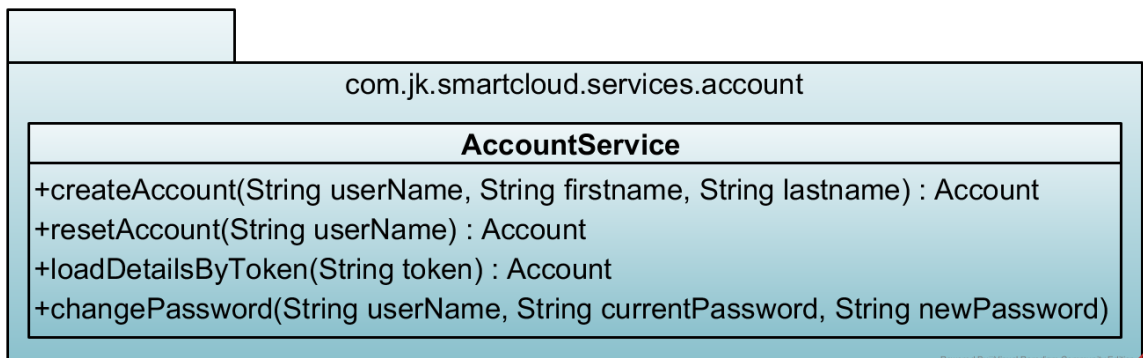 com.jk.smartcloud.services.account
AccountService
+createAccount(String userName, String firstname, String lastname) : Account
+resetAccount(String userName) : Account
+loadDetailsByToken(String token) : Account
+changePassword(String userName, String currentPassword, String newPassword)